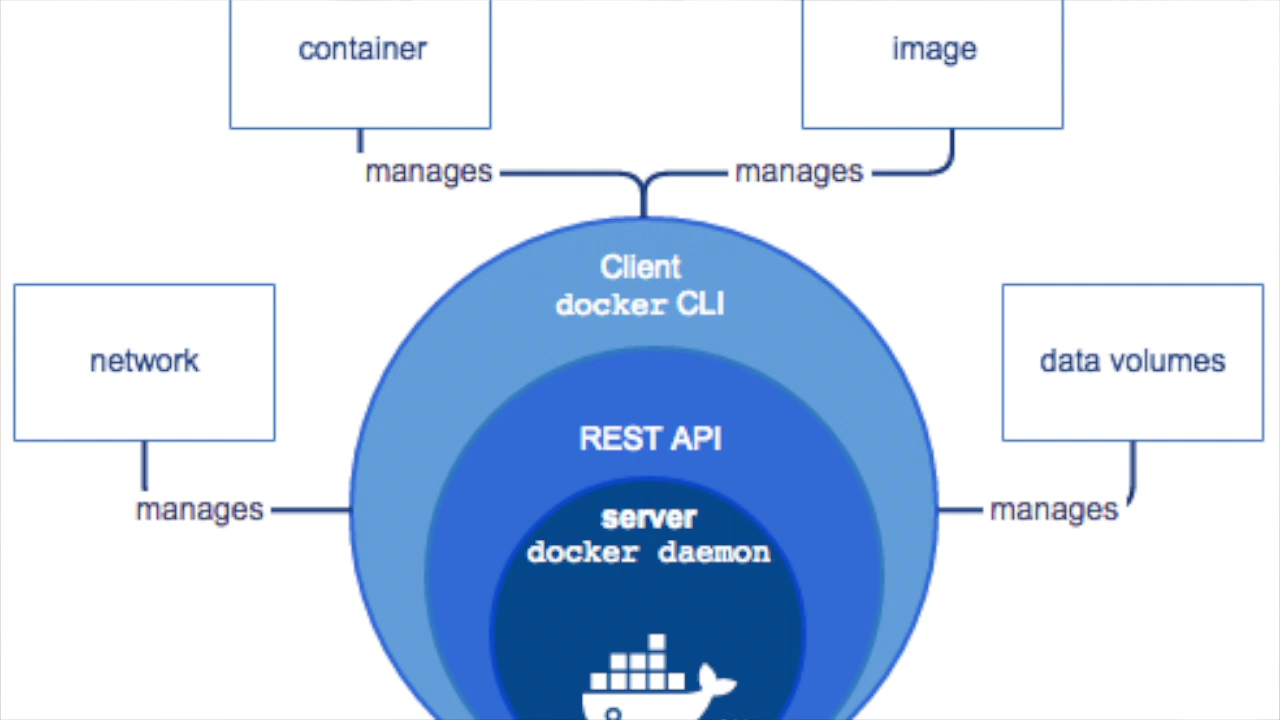 container
image
manages
manages
Client
docker CLI
network
data volumes
REST API
manages
manages
server
docker daemon